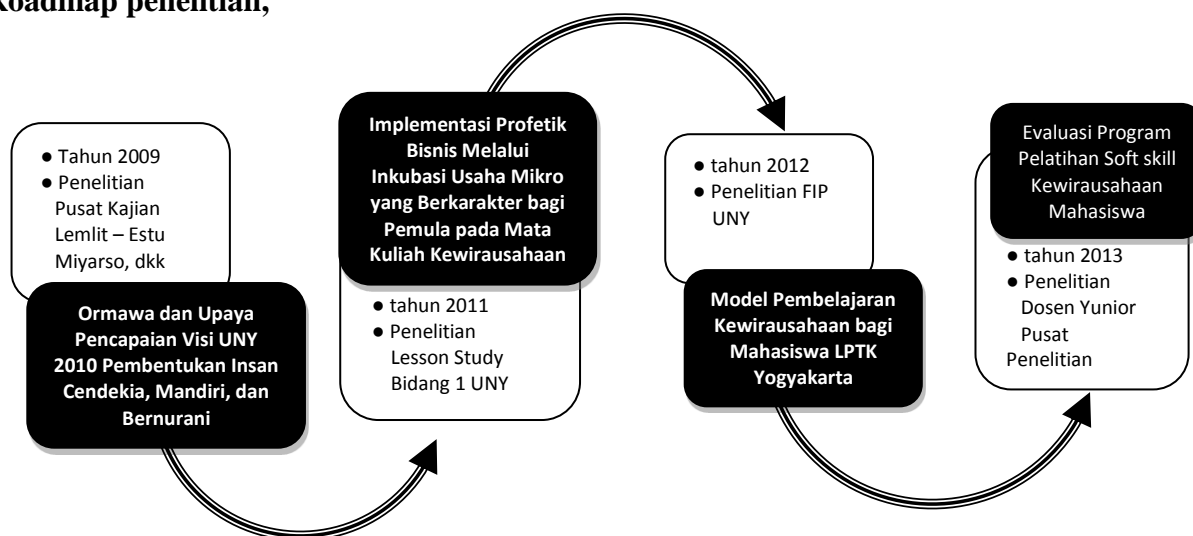 Roadmap penelitian,
● Tahun 2009
● Penelitian
Pusat Kajian
Lemlit – Estu
Miyarso, dkk
Ormawa dan Upaya
Pencapaian Visi UNY
2010 Pembentukan Insan
Cendekia, Mandiri, dan
Bernurani
Implementasi Profetik
Bisnis Melalui
Inkubasi Usaha Mikro
yang Berkarakter bagi
Pemula pada Mata
Kuliah Kewirausahaan
● tahun 2011
● Penelitian
Lesson Study
Bidang 1 UNY
● tahun 2012
● Penelitian FIP
UNY
Model Pembelajaran
Kewirausahaan bagi
Mahasiswa LPTK
Yogyakarta
Evaluasi Program
Pelatihan Soft skill
Kewirausahaan
Mahasiswa
● tahun 2013
● Penelitian
Dosen Yunior
Pusat
Penelitian